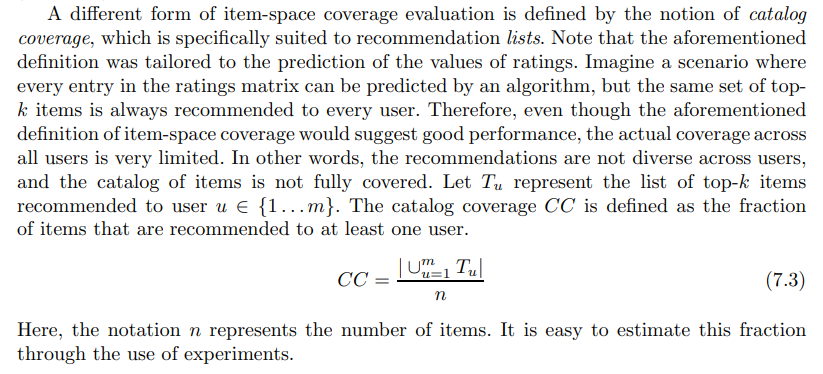 A different form of item-space coverage evaluation is defined by the notion of catalog
coverage, which is specifically suited to recommendation lists. Note that the aforementioned
definition was tailored to the prediction of the values of ratings. Imagine a scenario where
every entry in the ratings matrix can be predicted by an algorithm, but the same set of top-
k items is always recommended to every user. Therefore, even though the aforementioned
definition of item-space coverage would suggest good performance, the actual coverage across
all users is very limited. In other words, the recommendations are not diverse across users,
and the catalog of items is not fully covered. Let T_u represent the list of top-k items
recommended to user u ∈ {1...m}. The catalog coverage CC is defined as the fraction
of items that are recommended to at least one user.
CC = |∪_{u=1}^{m} T_u| / n (7.3)
Here, the notation n represents the number of items. It is easy to estimate this fraction
through the use of experiments.